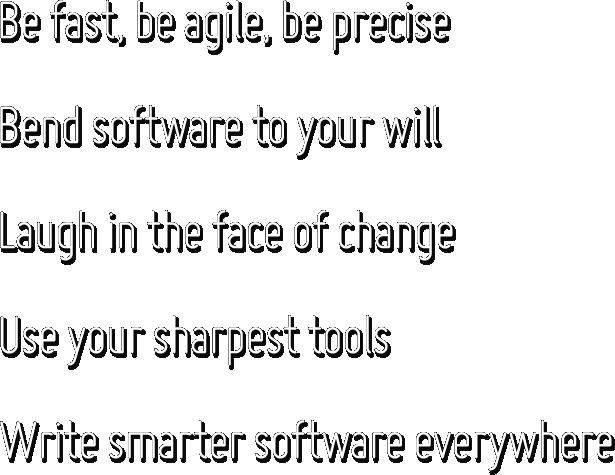 Be fast, be agile, be precise
Bend software to your will
Laugh in the face of change
Use your sharpest tools
Write smarter software everywhere